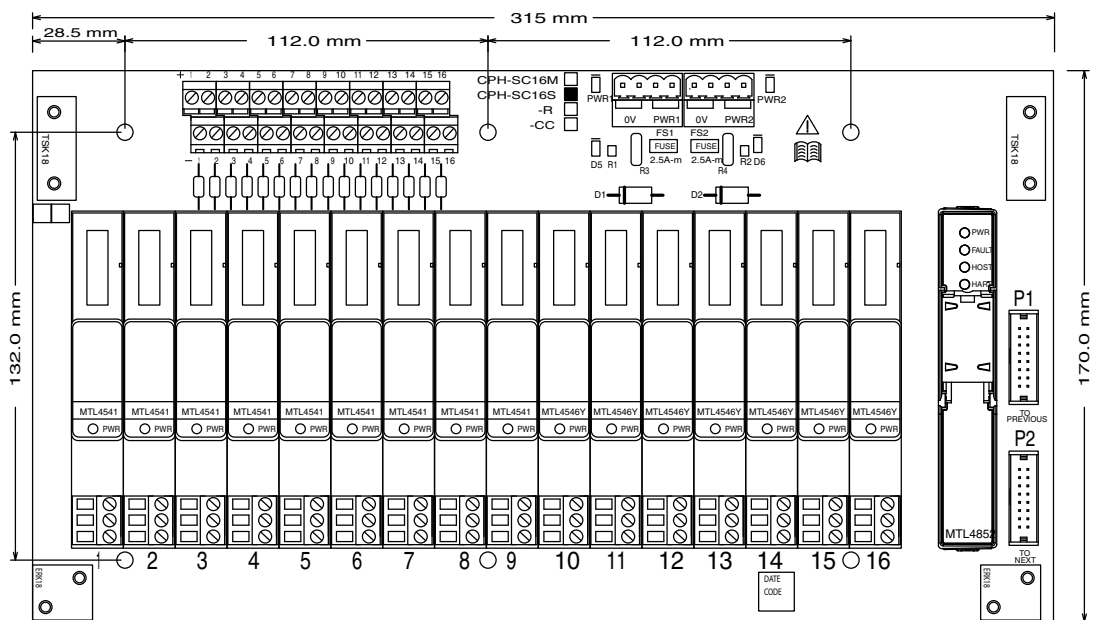 315 mm
28.5 mm
112.0 mm
112.0 mm
+ 1 2 3 4 5 6 7 8 9 10 11 12 13 14 15 16
CPH-SC16M
CPH-SC16S
-R
-CC
PWR1
PWR2
0V PWR1
0V PWR2
FS1
FS2
FUSE
FUSE
2.5A-m
2.5A-m
D5
R1
R3
R4
R2
D6
D1
D2
− 1 2 3 4 5 6 7 8 9 10 11 12 13 14 15 16
TSK18
TSK18
132.0 mm
170.0 mm
PWR
FAULT
HOST
HART
P1
TO
PREVIOUS
P2
TO
NEXT
MTL4852
MTL4541 MTL4541 MTL4541 MTL4541 MTL4541 MTL4541 MTL4541 MTL4541 MTL4541 MTL4546Y MTL4546Y MTL4546Y MTL4546Y MTL4546Y MTL4546Y MTL4546Y
PWR PWR PWR PWR PWR PWR PWR PWR PWR PWR PWR PWR PWR PWR PWR PWR
1 2 3 4 5 6 7 8 9 10 11 12 13 14 15 16
ERK18
ERK18
DATE
CODE